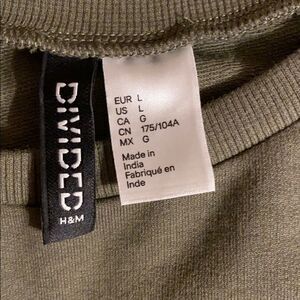 DIVIDED
H&M
EUR L
US L
CA G
CN 175/104A
MX G
Made in
India
Fabriqué en
Inde